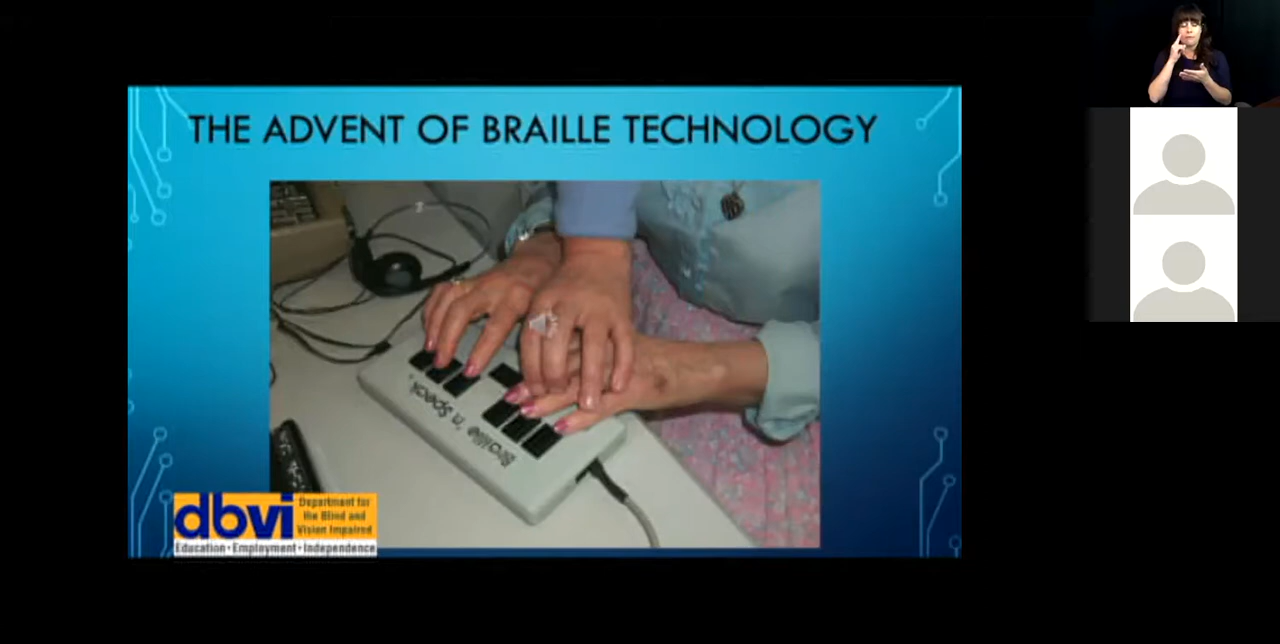 THE ADVENT OF BRAILLE TECHNOLOGY
Braille 'n Speak
dbvi
Department for
the Blind and
Vision Impaired
Education • Employment • Independence